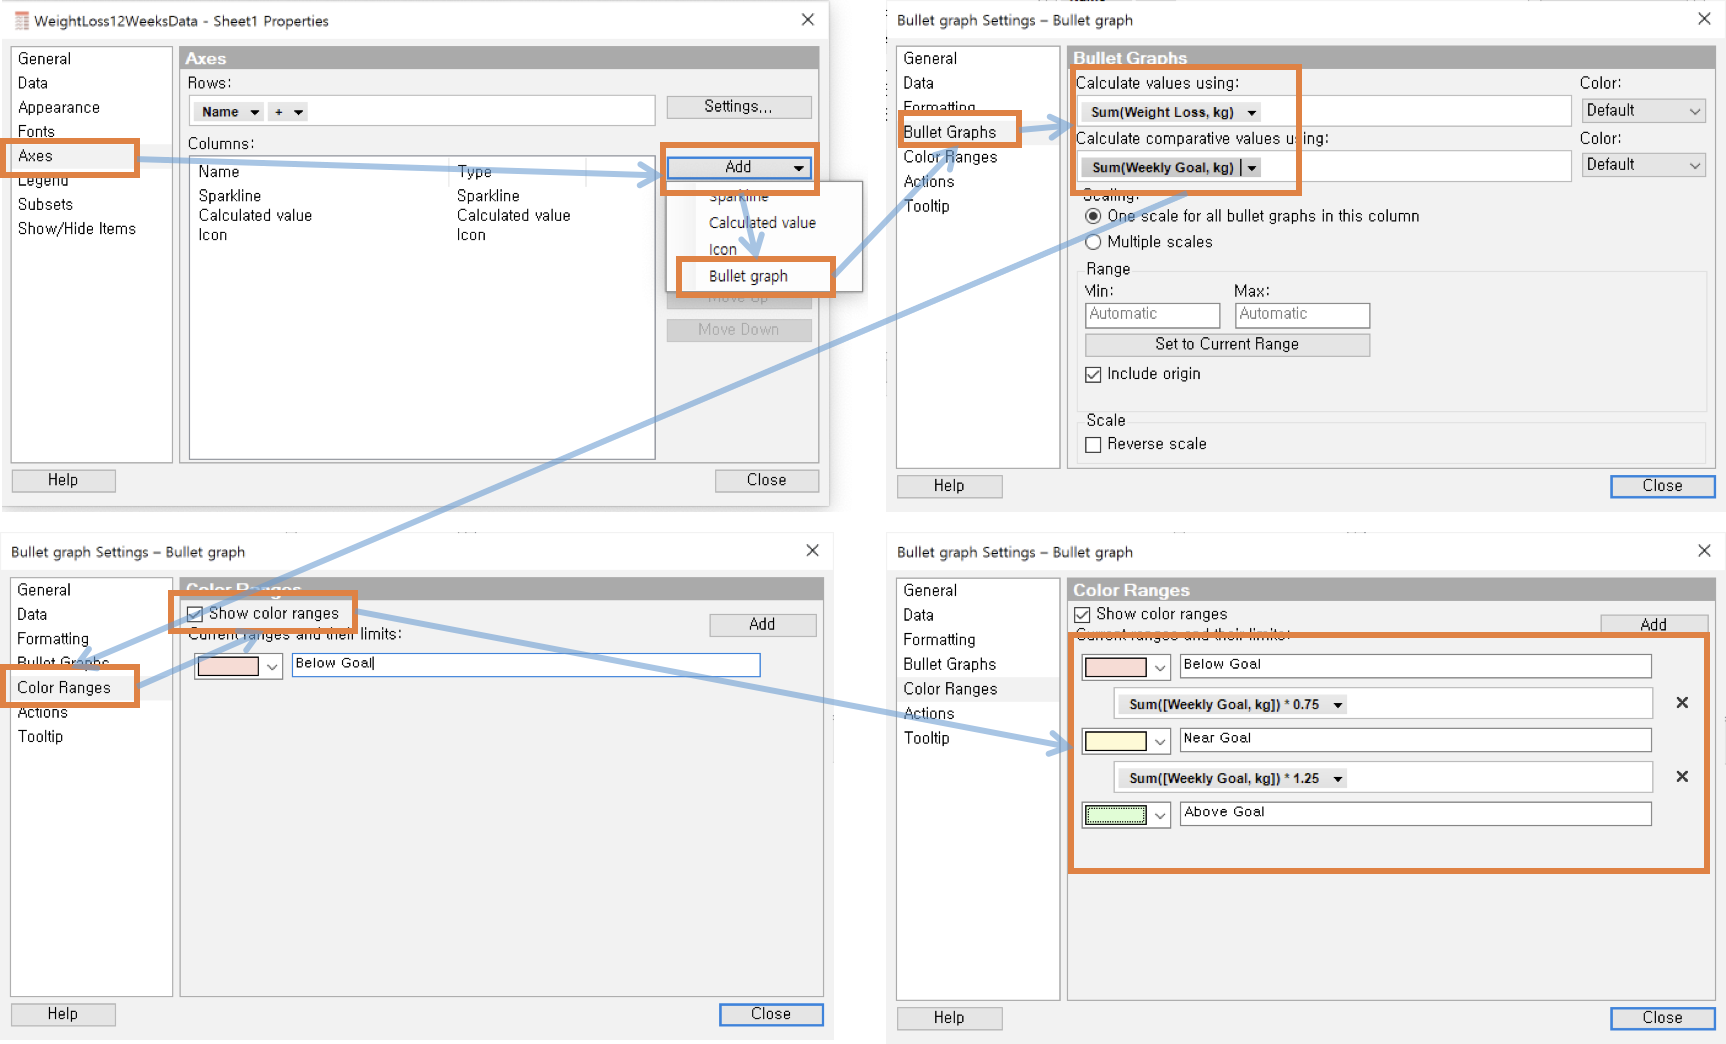 WeightLoss12WeeksData - Sheet1 Properties
General
Data
Appearance
Fonts
Axes
Legend
Subsets
Show/Hide Items
Axes
Rows:
Name
+
Settings...
Columns:
Name Type
Sparkline Sparkline
Calculated value Calculated value
Icon Icon
Add
Sparkline
Calculated value
Icon
Bullet graph
Move Up
Move Down
Help
Close
Bullet graph Settings – Bullet graph
General
Data
Formatting
Bullet Graphs
Color Ranges
Actions
Tooltip
Bullet Graphs
Calculate values using:
Color:
Sum(Weight Loss, kg)
Default
Calculate comparative values using:
Color:
Sum(Weekly Goal, kg)
Default
Scaling:
One scale for all bullet graphs in this column
Multiple scales
Range
Min: Max:
Automatic Automatic
Set to Current Range
Include origin
Scale
Reverse scale
Help
Close
Bullet graph Settings – Bullet graph
General
Data
Formatting
Bullet Graphs
Color Ranges
Actions
Tooltip
Color Ranges
Show color ranges
Add
Current ranges and their limits:
Below Goal
Help
Close
Bullet graph Settings – Bullet graph
General
Data
Formatting
Bullet Graphs
Color Ranges
Actions
Tooltip
Color Ranges
Show color ranges
Add
Current ranges and their limits:
Below Goal
Sum([Weekly Goal, kg]) * 0.75
Near Goal
Sum([Weekly Goal, kg]) * 1.25
Above Goal
Help
Close